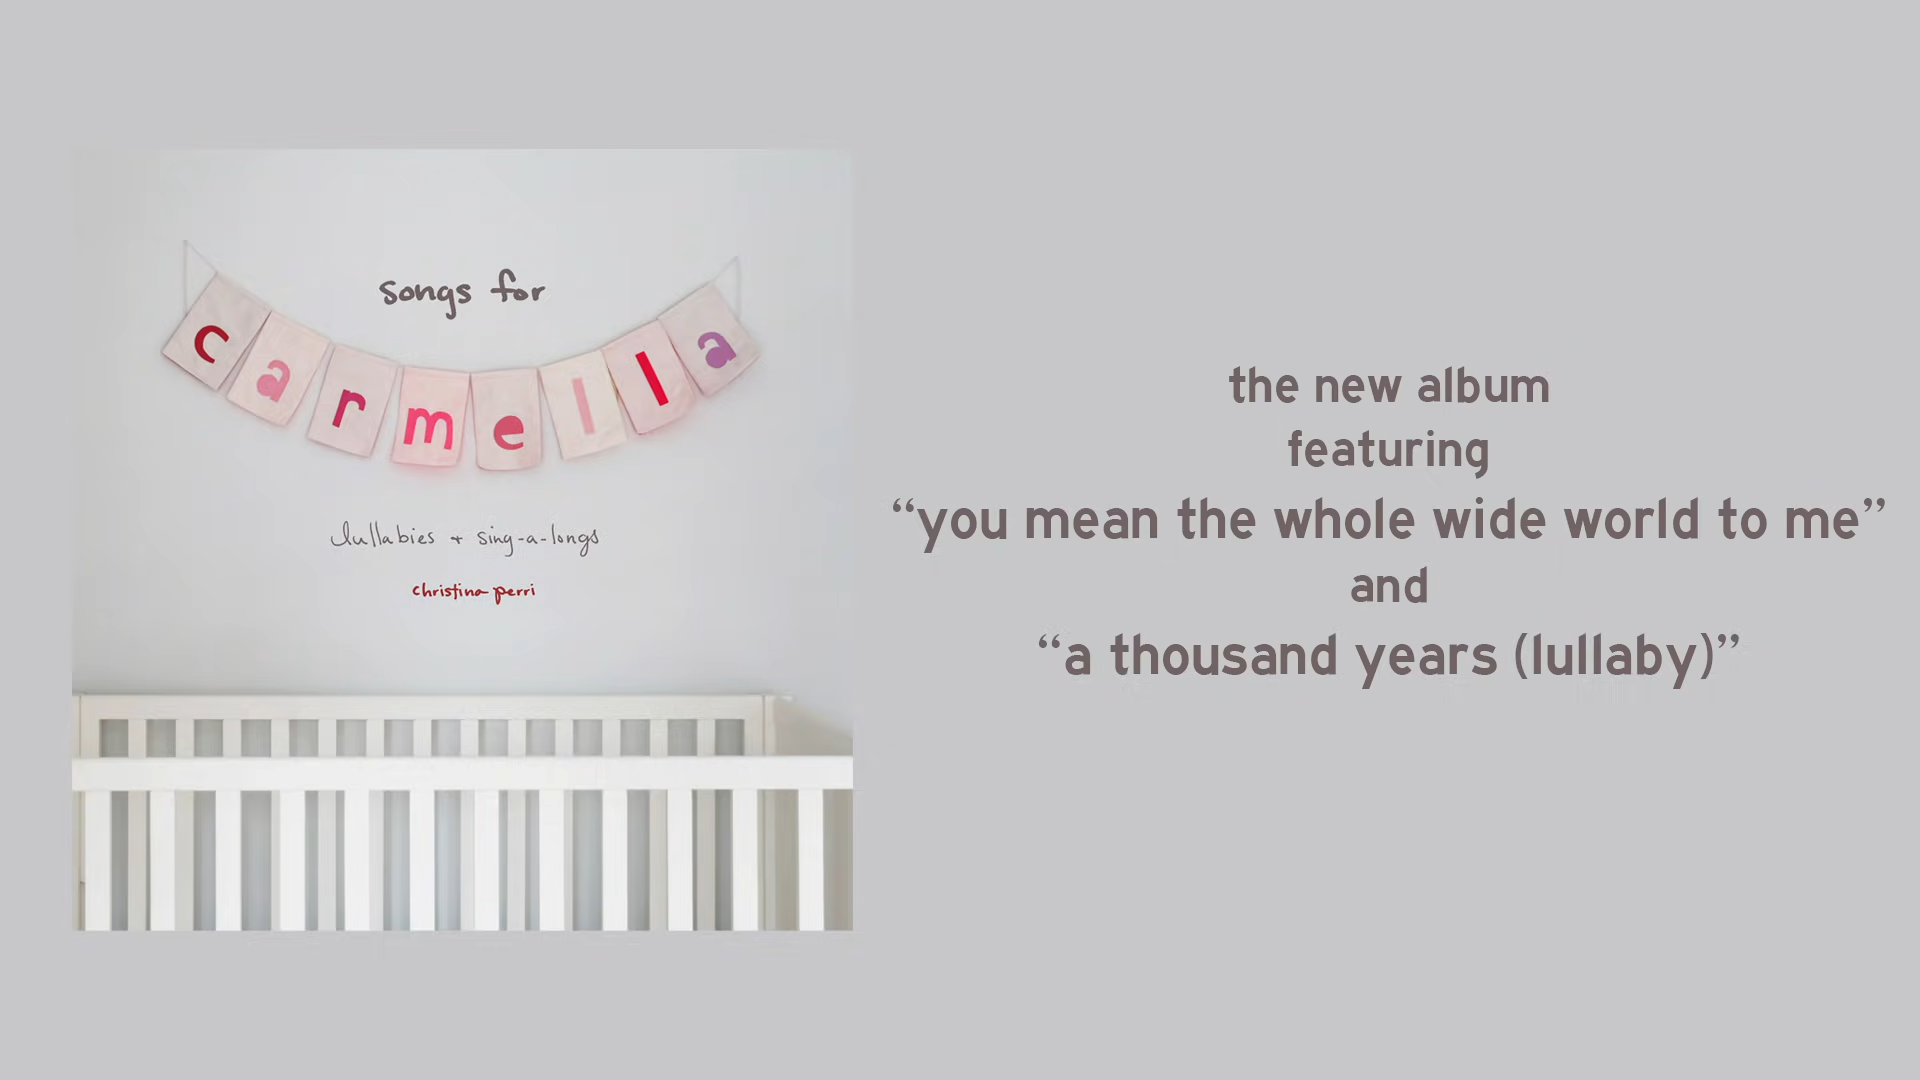 songs for
carmella
lullabies + sing-a-longs
christina perri
the new album
featuring
“you mean the whole wide world to me”
and
“a thousand years (lullaby)”